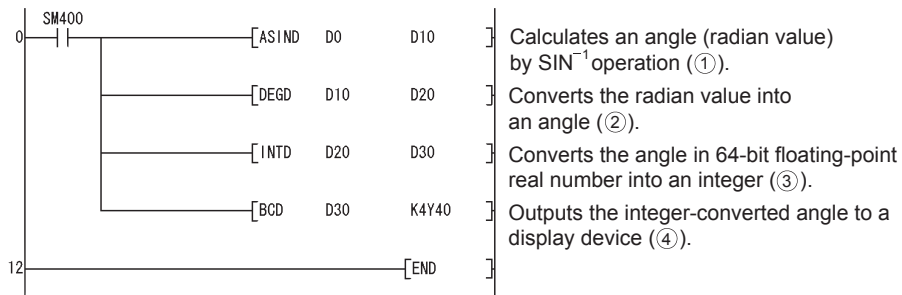 SM400
0 [ASIND D0 D10 ]
Calculates an angle (radian value)
by SIN⁻¹ operation (①).
[DEGD D10 D20 ]
Converts the radian value into
an angle (②).
[INTD D20 D30 ]
Converts the angle in 64-bit floating-point
real number into an integer (③).
[BCD D30 K4Y40 ]
Outputs the integer-converted angle to a
display device (④).
12 [END ]